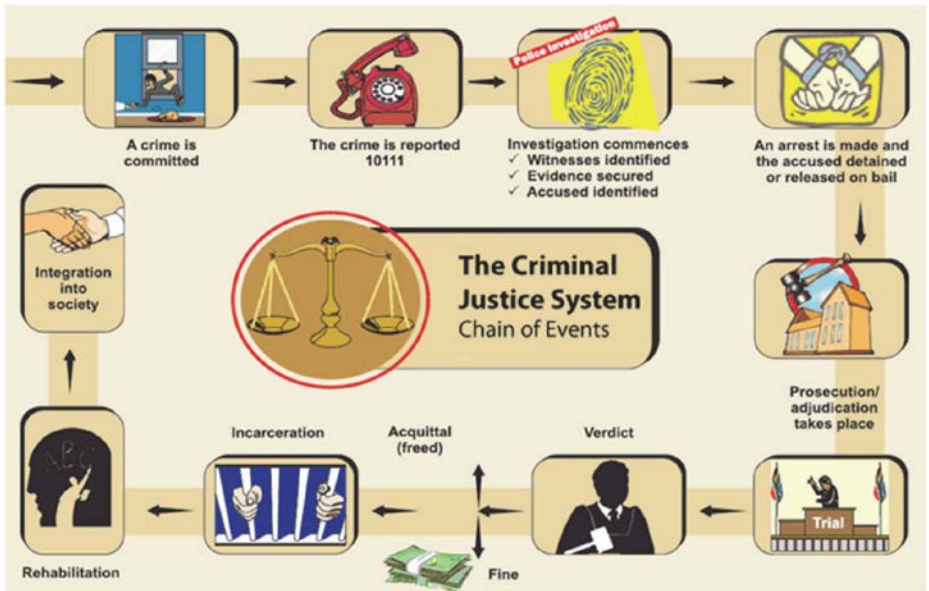 A crime is
committed
The crime is reported
10111
Police Investigation
Investigation commences
✓ Witnesses identified
✓ Evidence secured
✓ Accused identified
An arrest is made and
the accused detained
or released on bail
Integration
into
society
The Criminal
Justice System
Chain of Events
Prosecution/
adjudication
takes place
Trial
Verdict
Acquittal
(freed)
Fine
Incarceration
ABC
Rehabilitation